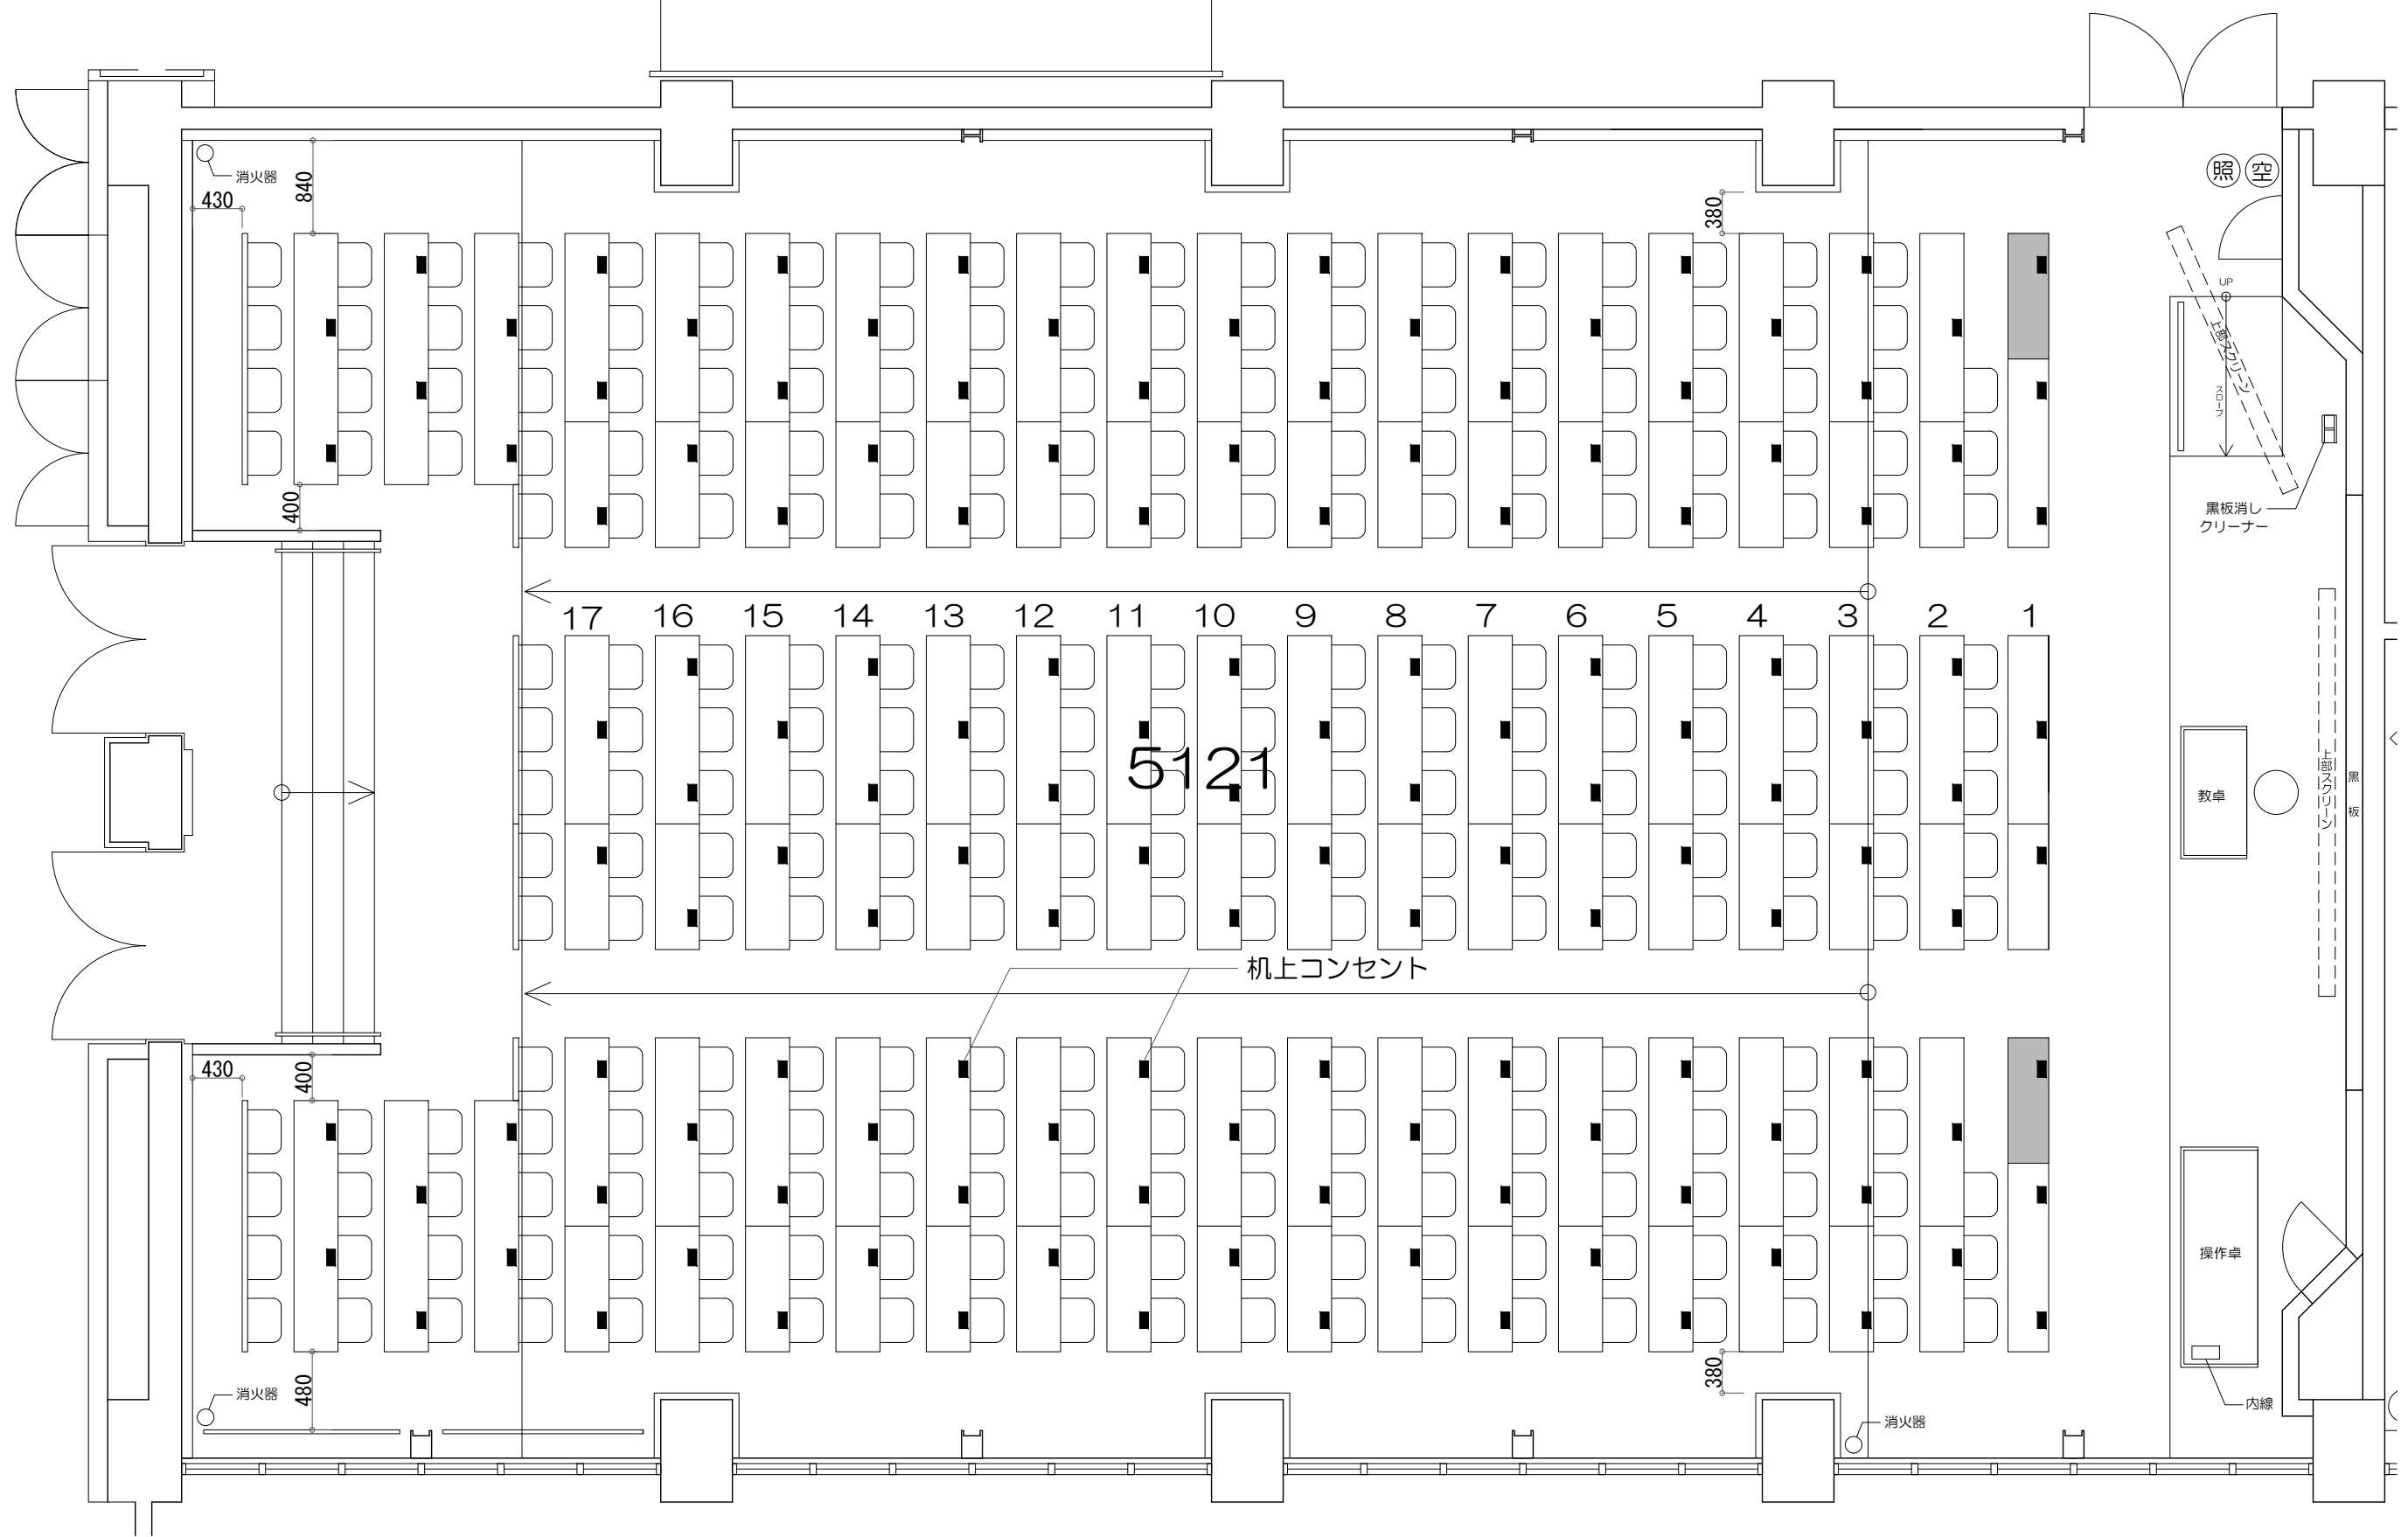 照 空
消火器
840
430
380
UP
上部スクリーン
スロープ
400
黒板消し
クリーナー
17 16 15 14 13 12 11 10 9 8 7 6 5 4 3 2 1
5121
教卓
上部スクリーン
黒板
机上コンセント
430
400
操作卓
480
消火器
380
消火器
内線